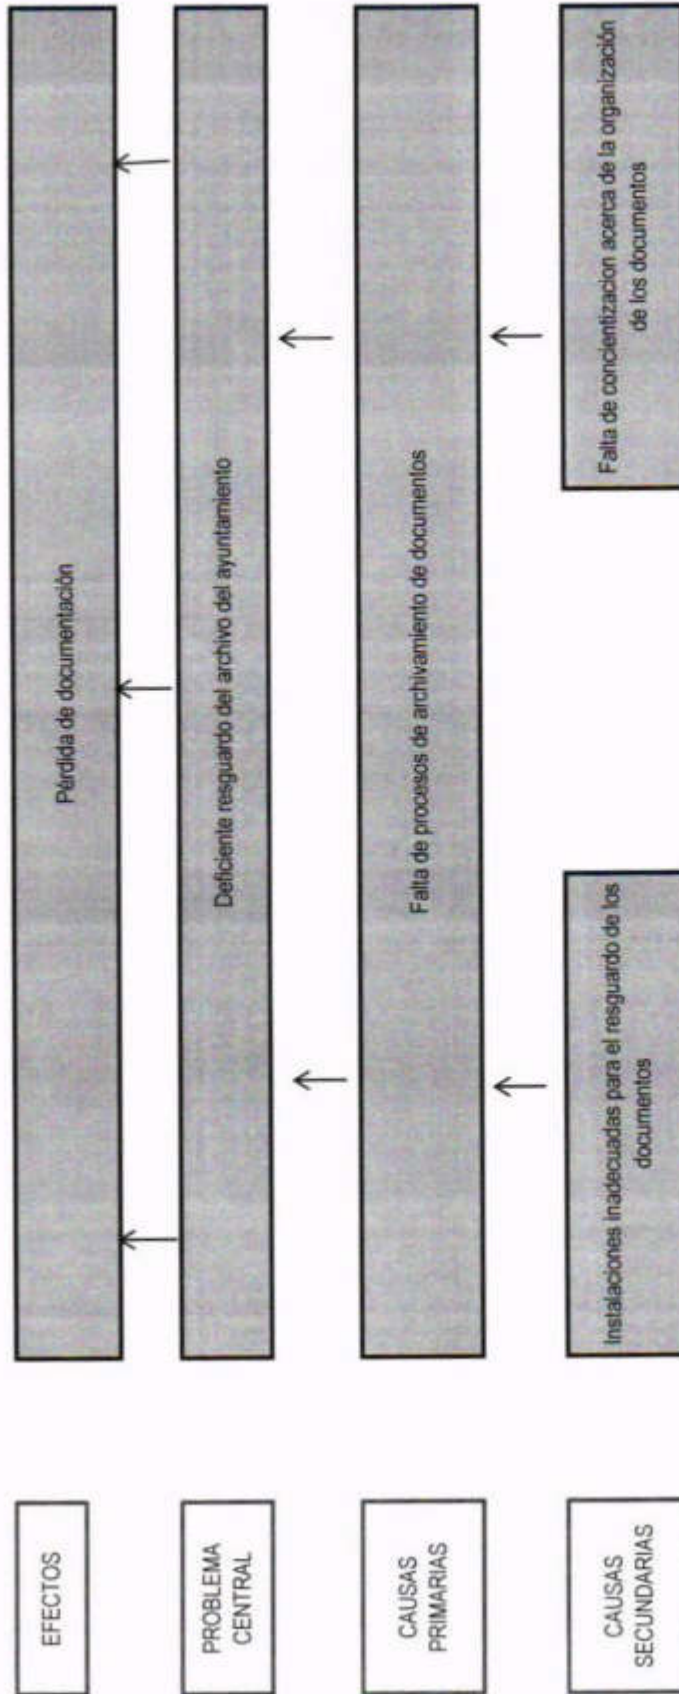 EFECTOS
Pérdida de documentación
PROBLEMA
CENTRAL
Deficiente resguardo del archivo del ayuntamiento
CAUSAS
PRIMARIAS
Falta de procesos de archivamiento de documentos
CAUSAS
SECUNDARIAS
Instalaciones inadecuadas para el resguardo de los
documentos
Falta de concientizacion acerca de la organización
de los documentos